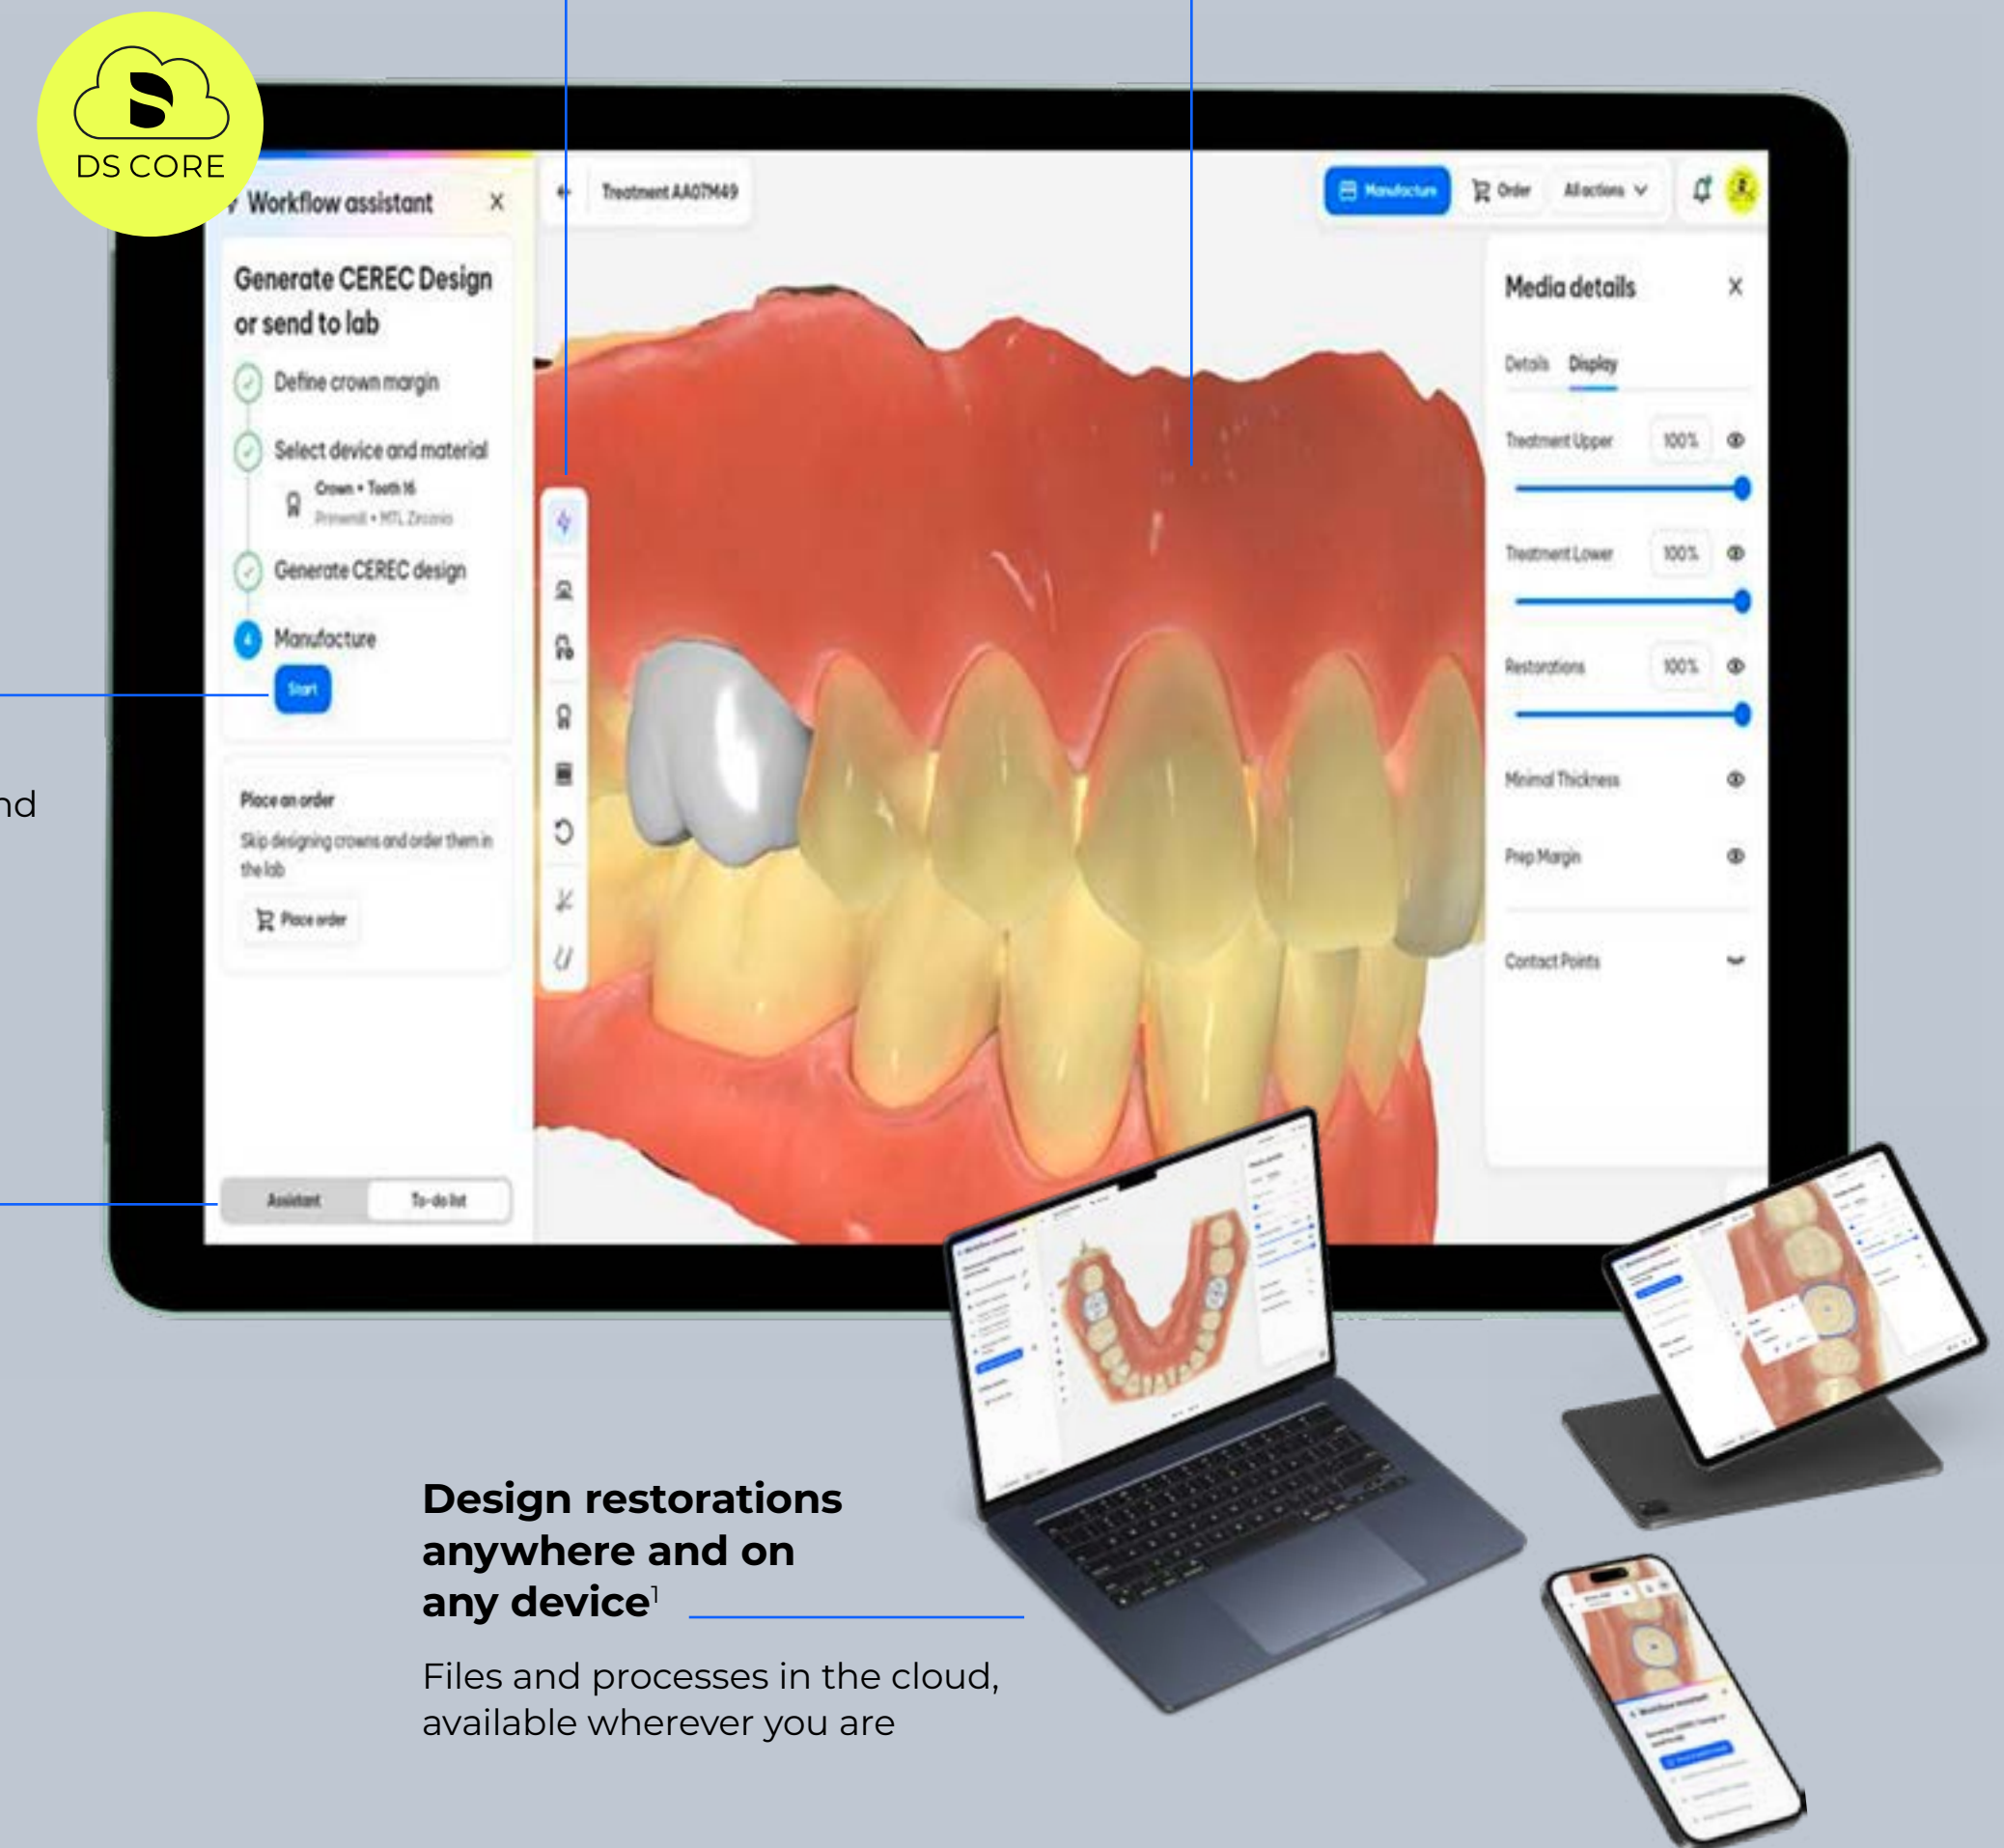 DS CORE
Workflow assistant
Treatment AA07M49
Manufacture
Order
All actions
Generate CEREC Design
or send to lab
Define crown margin
Select device and material
Crown • Tooth 16
Primemill • MTL Zirconia
Generate CEREC design
4
Manufacture
Start
Place an order
Skip designing crowns and order them in
the lab
Place order
Assistant
To-do list
Media details
Details
Display
Treatment Upper
100%
Treatment Lower
100%
Restorations
100%
Minimal Thickness
Prep Margin
Contact Points
Design restorations
anywhere and on
any device¹
Files and processes in the cloud,
available wherever you are